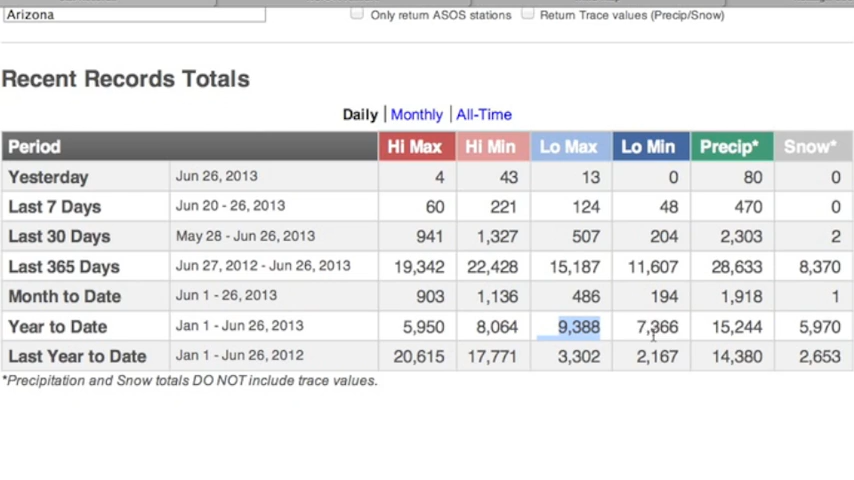 Arizona Only return ASOS stations Return Trace values (Precip/Snow)
Recent Records Totals
Daily | Monthly | All-Time
Period Hi Max Hi Min Lo Max Lo Min Precip* Snow*
Yesterday Jun 26, 2013 4 43 13 0 80 0
Last 7 Days Jun 20 - 26, 2013 60 221 124 48 470 0
Last 30 Days May 28 - Jun 26, 2013 941 1,327 507 204 2,303 2
Last 365 Days Jun 27, 2012 - Jun 26, 2013 19,342 22,428 15,187 11,607 28,633 8,370
Month to Date Jun 1 - 26, 2013 903 1,136 486 194 1,918 1
Year to Date Jan 1 - Jun 26, 2013 5,950 8,064 9,388 7,366 15,244 5,970
Last Year to Date Jan 1 - Jun 26, 2012 20,615 17,771 3,302 2,167 14,380 2,653
*Precipitation and Snow totals DO NOT include trace values.